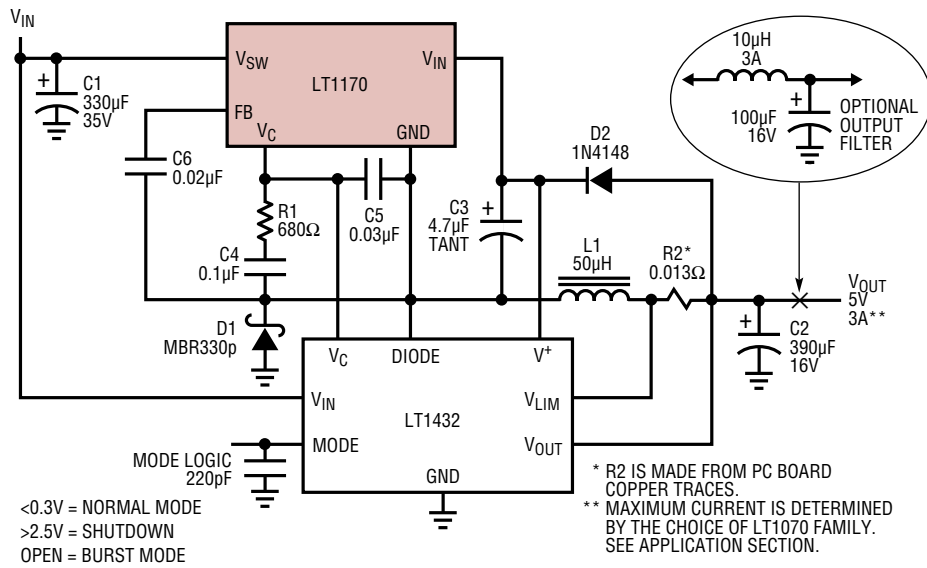 VIN
C1
330µF
35V
VSW
VIN
LT1170
FB
VC
GND
C6
0.02µF
R1
680Ω
C5
0.03µF
C4
0.1µF
C3
4.7µF
TANT
D2
1N4148
L1
50µH
R2*
0.013Ω
10µH
3A
100µF
16V
OPTIONAL
OUTPUT
FILTER
VOUT
5V
3A**
C2
390µF
16V
D1
MBR330p
VC
DIODE
V+
VIN
VLIM
LT1432
MODE
VOUT
GND
MODE LOGIC
220pF
<0.3V = NORMAL MODE
>2.5V = SHUTDOWN
OPEN = BURST MODE
* R2 IS MADE FROM PC BOARD
COPPER TRACES.
** MAXIMUM CURRENT IS DETERMINED
BY THE CHOICE OF LT1070 FAMILY.
SEE APPLICATION SECTION.